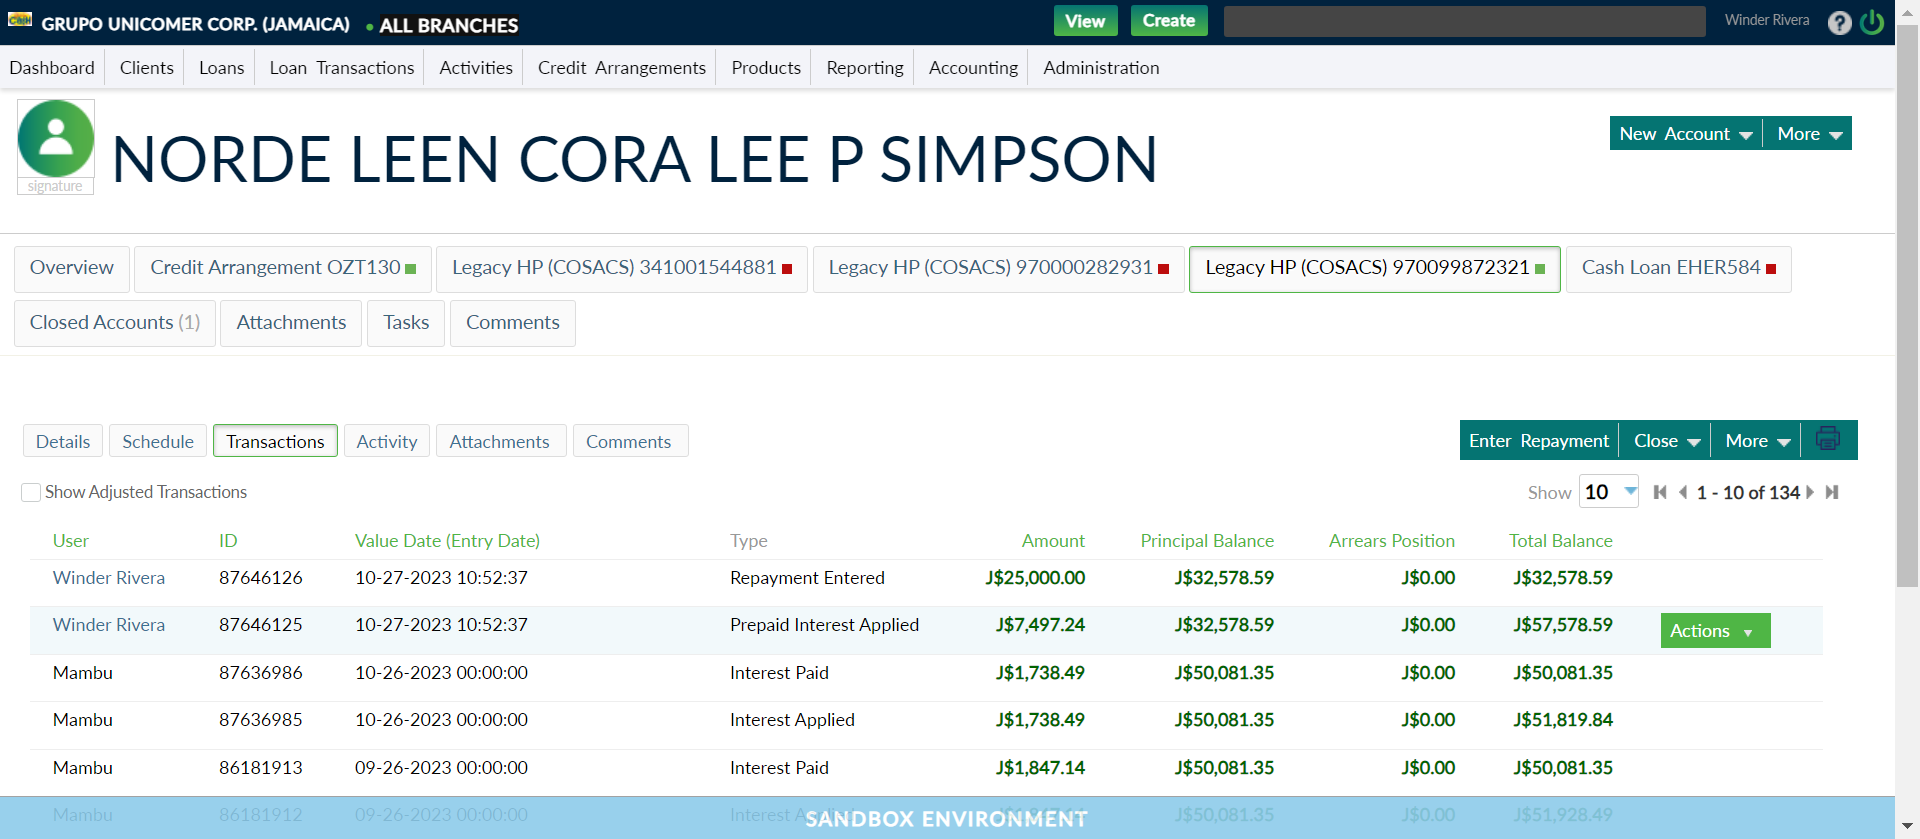 CASH GRUPO UNICOMER CORP. (JAMAICA) • ALL BRANCHES View Create Winder Rivera ?
Dashboard Clients Loans Loan Transactions Activities Credit Arrangements Products Reporting Accounting Administration
NORDE LEEN CORA LEE P SIMPSON
New Account More
signature
Overview Credit Arrangement OZT130 Legacy HP (COSACS) 341001544881 Legacy HP (COSACS) 970000282931 Legacy HP (COSACS) 970099872321 Cash Loan EHER584
Closed Accounts (1) Attachments Tasks Comments
Details Schedule Transactions Activity Attachments Comments Enter Repayment Close More
Show Adjusted Transactions Show 10 1 - 10 of 134
User ID Value Date (Entry Date) Type Amount Principal Balance Arrears Position Total Balance
Winder Rivera 87646126 10-27-2023 10:52:37 Repayment Entered J$25,000.00 J$32,578.59 J$0.00 J$32,578.59
Winder Rivera 87646125 10-27-2023 10:52:37 Prepaid Interest Applied J$7,497.24 J$32,578.59 J$0.00 J$57,578.59 Actions
Mambu 87636986 10-26-2023 00:00:00 Interest Paid J$1,738.49 J$50,081.35 J$0.00 J$50,081.35
Mambu 87636985 10-26-2023 00:00:00 Interest Applied J$1,738.49 J$50,081.35 J$0.00 J$51,819.84
Mambu 86181913 09-26-2023 00:00:00 Interest Paid J$1,847.14 J$50,081.35 J$0.00 J$50,081.35
Mambu 86181912 09-26-2023 00:00:00 Interest J$50,081.35 J$0.00 J$51,928.49
SANDBOX ENVIRONMENT